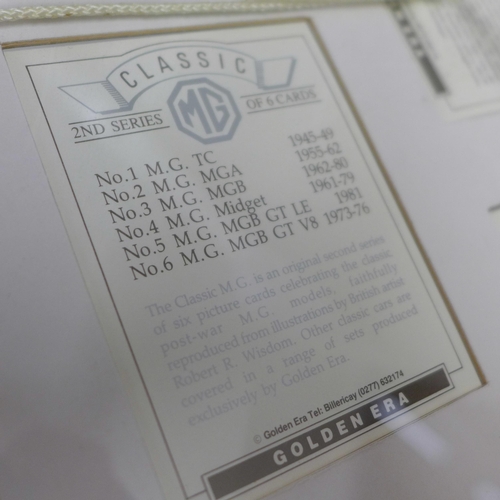 CLASSIC
MG
2ND SERIES OF 6 CARDS
No.1 M.G. TC 1945-49
No.2 M.G. MGA 1955-62
No.3 M.G. MGB 1962-80
No.4 M.G. Midget 1961-79
No.5 M.G. MGB GT LE 1981
No.6 M.G. MGB GT V8 1973-76
The Classic M.G. is an original second series
of six picture cards celebrating the classic
post-war M.G. models, faithfully
reproduced from illustrations by British artist
Robert R. Wisdom. Other classic cars are
covered in a range of sets produced
exclusively by Golden Era.
© Golden Era Tel: Billericay (0277) 632174
GOLDEN ERA